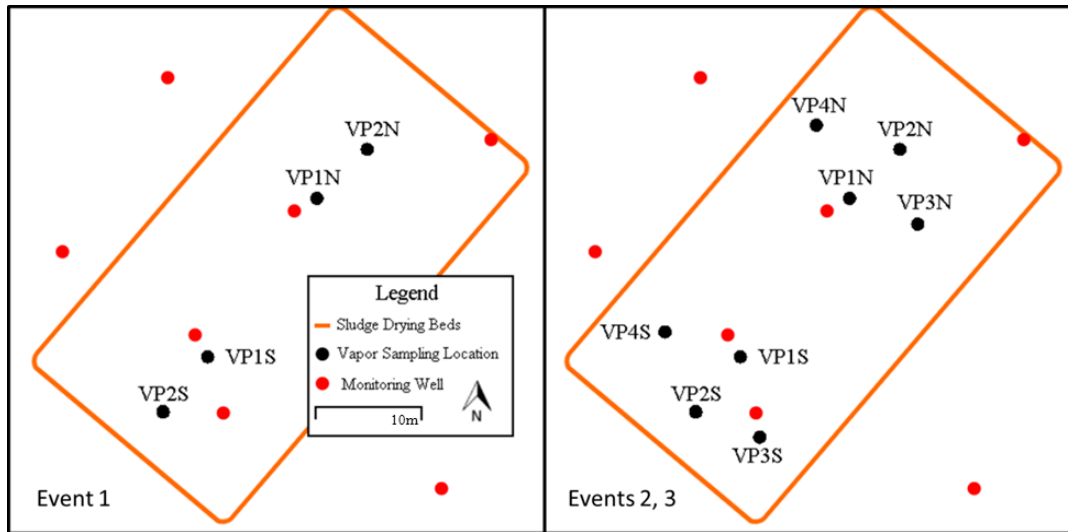 VP2N
VP1N
Legend
Sludge Drying Beds
Vapor Sampling Location
Monitoring Well
10m
N
VP1S
VP2S
Event 1
VP4N
VP2N
VP1N
VP3N
VP4S
VP1S
VP2S
VP3S
Events 2, 3